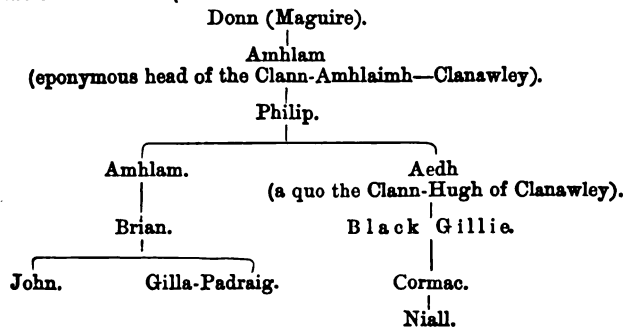 Donn (Maguire).
Amhlam
(eponymous head of the Clann-Amhlaimh—Clanawley).
Philip.
Amhlam. Aedh
(a quo the Clann-Hugh of Clanawley).
Brian. Black Gillie.
John. Gilla-Padraig. Cormac.
Niall.